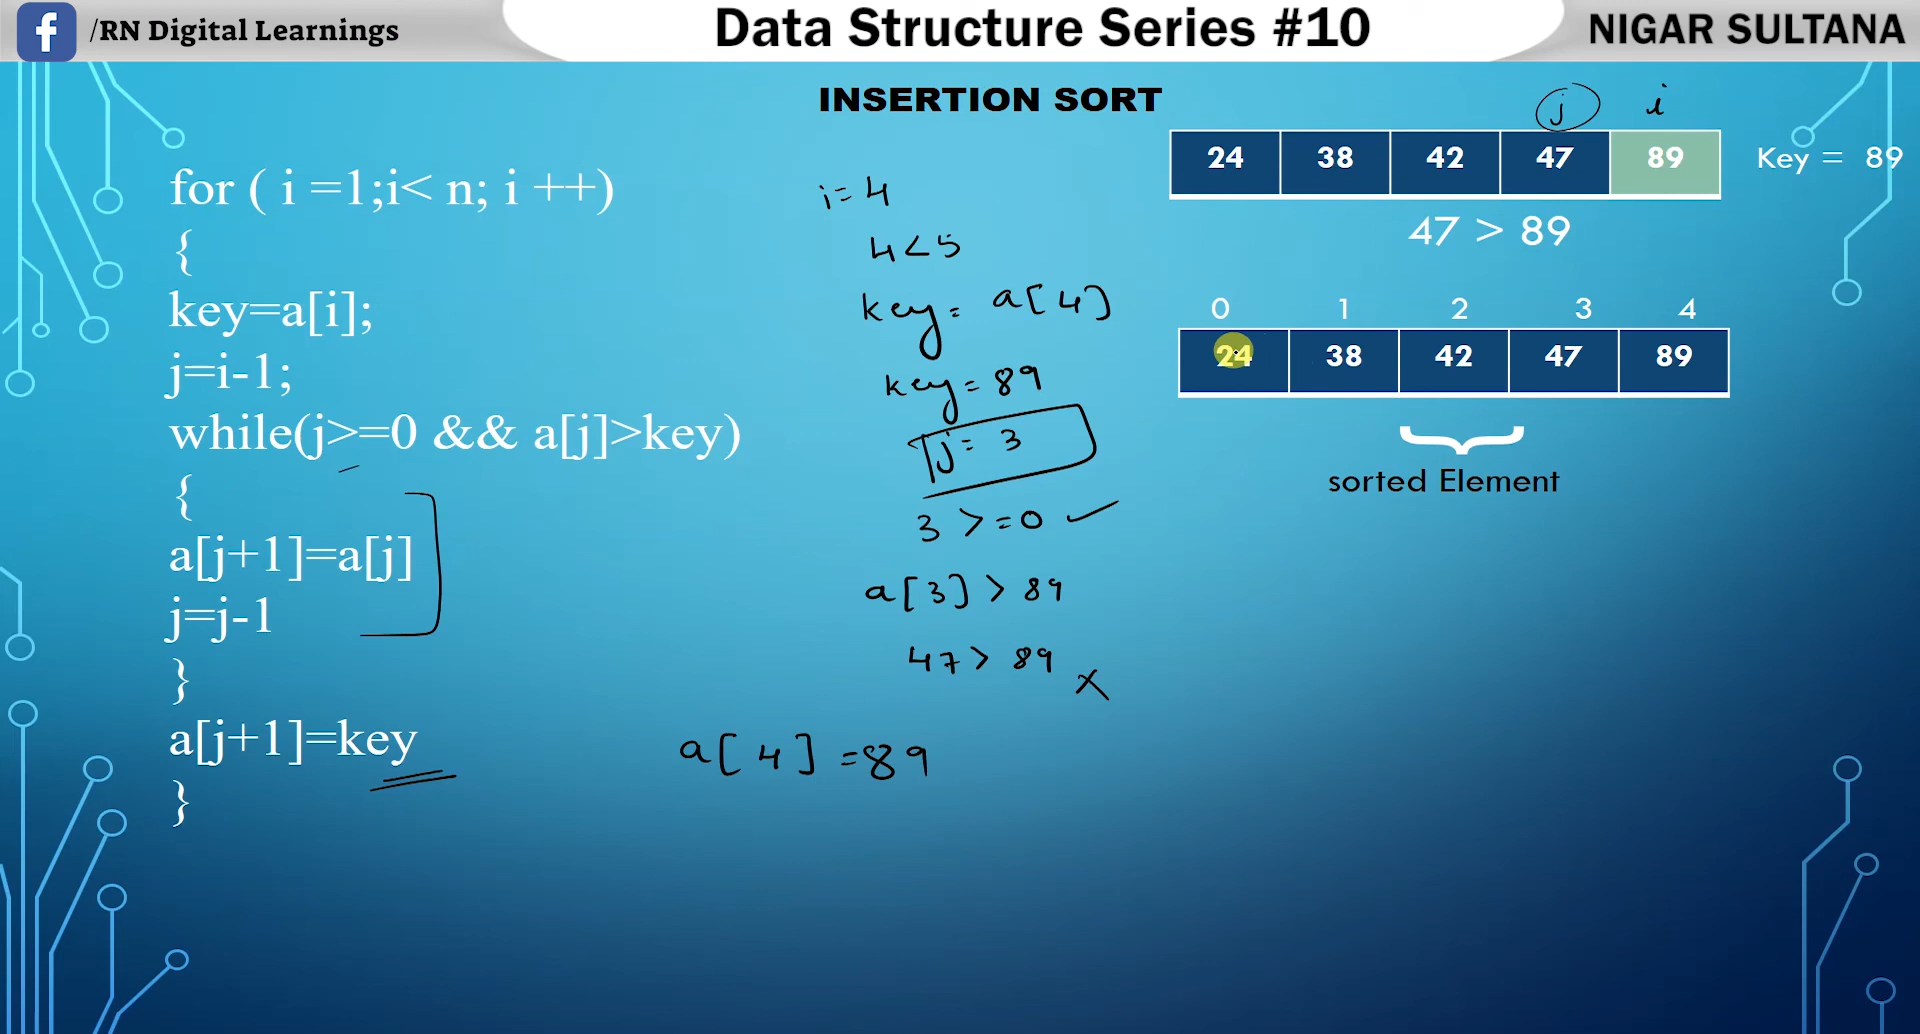 /RN Digital Learnings
Data Structure Series #10
NIGAR SULTANA
INSERTION SORT
for ( i =1;i< n; i ++)
{
key=a[i];
j=i-1;
while(j>=0 && a[j]>key)
{
a[j+1]=a[j]
j=j-1
}
a[j+1]=key
}
i=4
4<5
key= a[4]
key=89
j= 3
3 >=0 ✓
a[3]> 89
47> 89 ✗
a[4] =89
j i
24 38 42 47 89 Key = 89
47 > 89
0 1 2 3 4
24 38 42 47 89
sorted Element